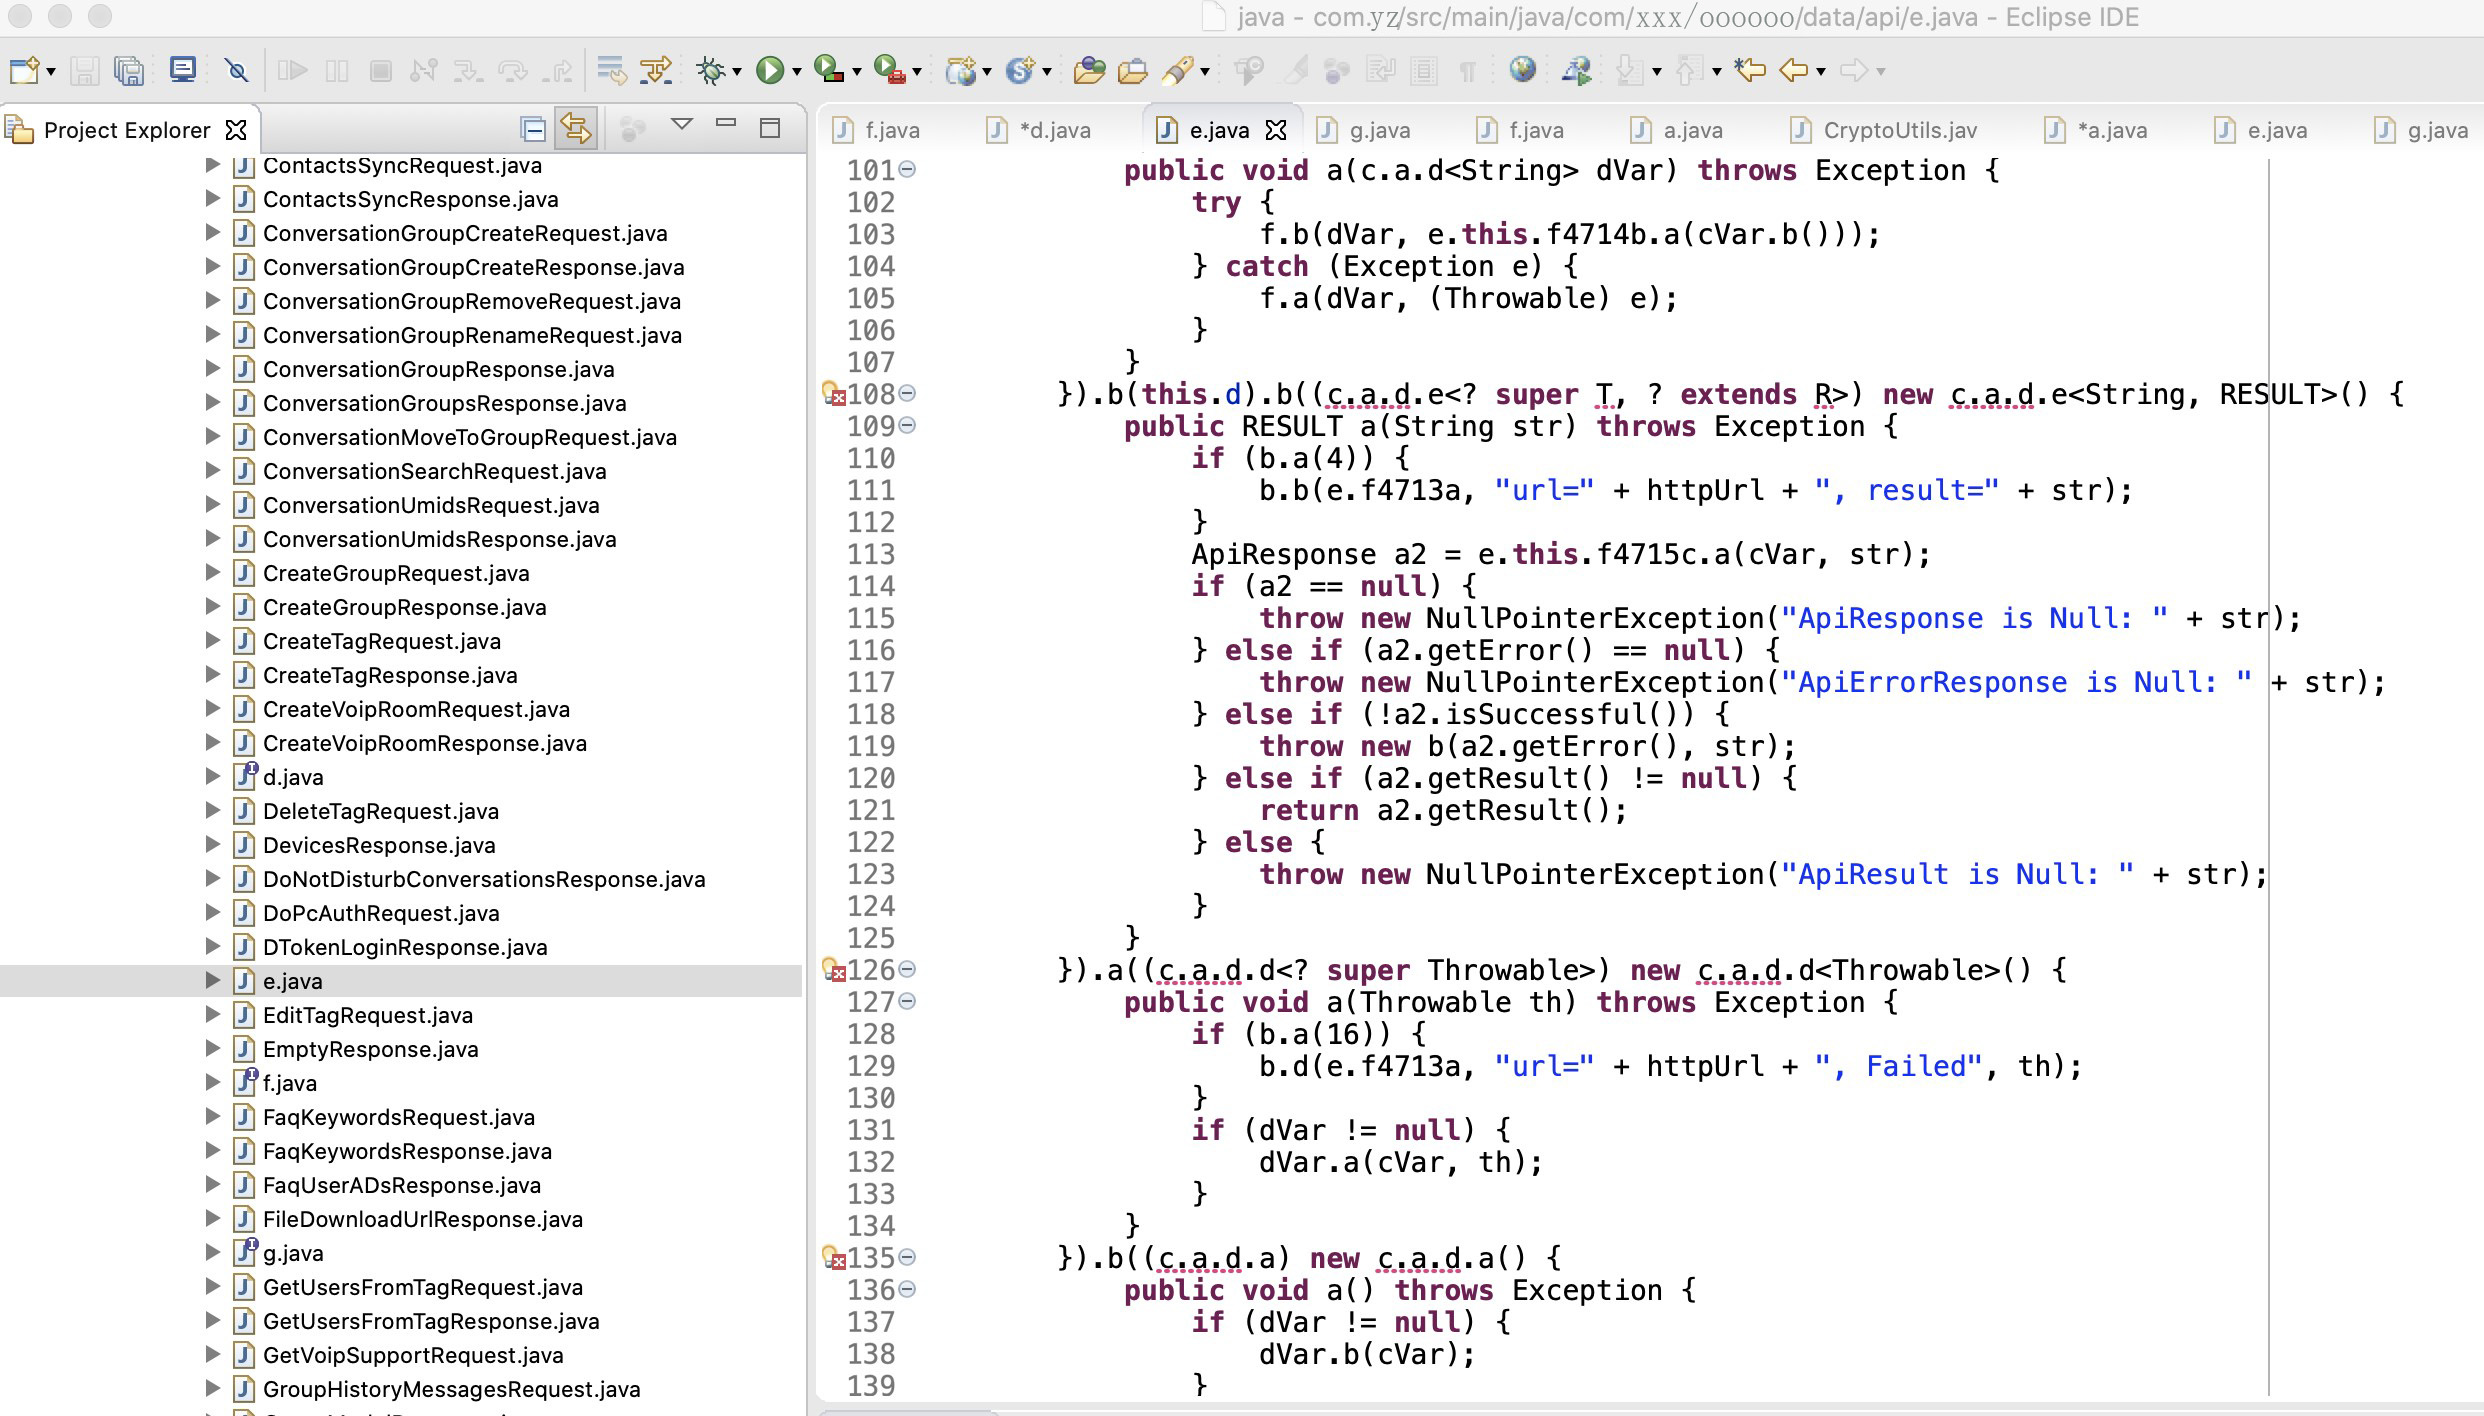 java - com.yz/src/main/java/com/xxx/oooooo/data/api/e.java - Eclipse IDE
Project Explorer
ContactsSyncRequest.java
ContactsSyncResponse.java
ConversationGroupCreateRequest.java
ConversationGroupCreateResponse.java
ConversationGroupRemoveRequest.java
ConversationGroupRenameRequest.java
ConversationGroupResponse.java
ConversationGroupsResponse.java
ConversationMoveToGroupRequest.java
ConversationSearchRequest.java
ConversationUmidsRequest.java
ConversationUmidsResponse.java
CreateGroupRequest.java
CreateGroupResponse.java
CreateTagRequest.java
CreateTagResponse.java
CreateVoipRoomRequest.java
CreateVoipRoomResponse.java
d.java
DeleteTagRequest.java
DevicesResponse.java
DoNotDisturbConversationsResponse.java
DoPcAuthRequest.java
DTokenLoginResponse.java
e.java
EditTagRequest.java
EmptyResponse.java
f.java
FaqKeywordsRequest.java
FaqKeywordsResponse.java
FaqUserADsResponse.java
FileDownloadUrlResponse.java
g.java
GetUsersFromTagRequest.java
GetUsersFromTagResponse.java
GetVoipSupportRequest.java
GroupHistoryMessagesRequest.java
f.java *d.java e.java g.java f.java a.java CryptoUtils.jav *a.java e.java g.java
101 public void a(c.a.d<String> dVar) throws Exception {
102 try {
103 f.b(dVar, e.this.f4714b.a(cVar.b()));
104 } catch (Exception e) {
105 f.a(dVar, (Throwable) e);
106 }
107 }
108 }).b(this.d).b((c.a.d.e<? super T, ? extends R>) new c.a.d.e<String, RESULT>() {
109 public RESULT a(String str) throws Exception {
110 if (b.a(4)) {
111 b.b(e.f4713a, "url=" + httpUrl + ", result=" + str);
112 }
113 ApiResponse a2 = e.this.f4715c.a(cVar, str);
114 if (a2 == null) {
115 throw new NullPointerException("ApiResponse is Null: " + str);
116 } else if (a2.getError() == null) {
117 throw new NullPointerException("ApiErrorResponse is Null: " + str);
118 } else if (!a2.isSuccessful()) {
119 throw new b(a2.getError(), str);
120 } else if (a2.getResult() != null) {
121 return a2.getResult();
122 } else {
123 throw new NullPointerException("ApiResult is Null: " + str);
124 }
125 }
126 }).a((c.a.d.d<? super Throwable>) new c.a.d.d<Throwable>() {
127 public void a(Throwable th) throws Exception {
128 if (b.a(16)) {
129 b.d(e.f4713a, "url=" + httpUrl + ", Failed", th);
130 }
131 if (dVar != null) {
132 dVar.a(cVar, th);
133 }
134 }
135 }).b((c.a.d.a) new c.a.d.a() {
136 public void a() throws Exception {
137 if (dVar != null) {
138 dVar.b(cVar);
139 }